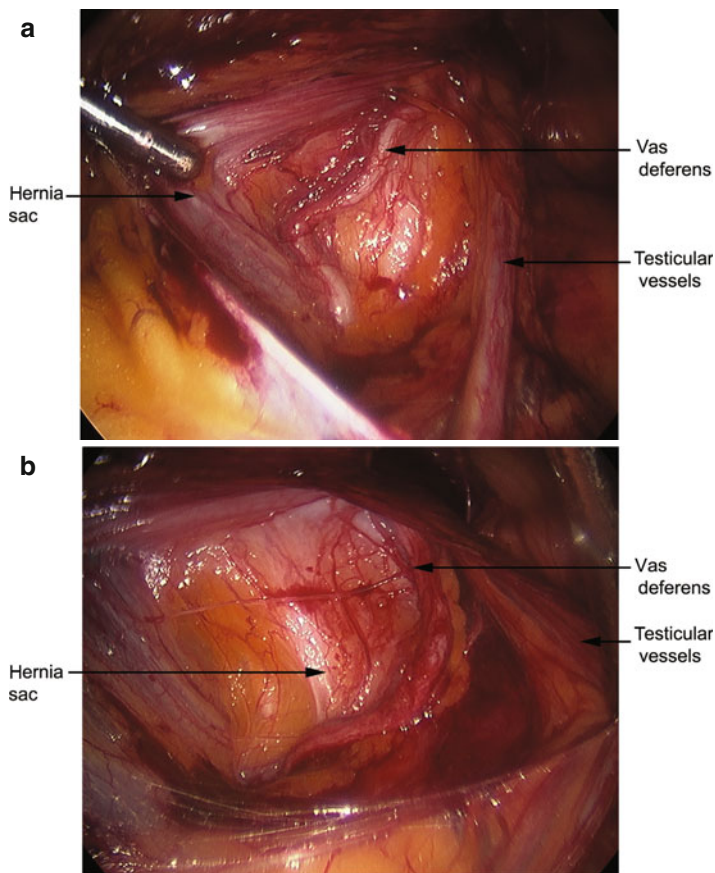 a
Vas
deferens
Hernia
sac
Testicular
vessels
b
Vas
deferens
Testicular
vessels
Hernia
sac